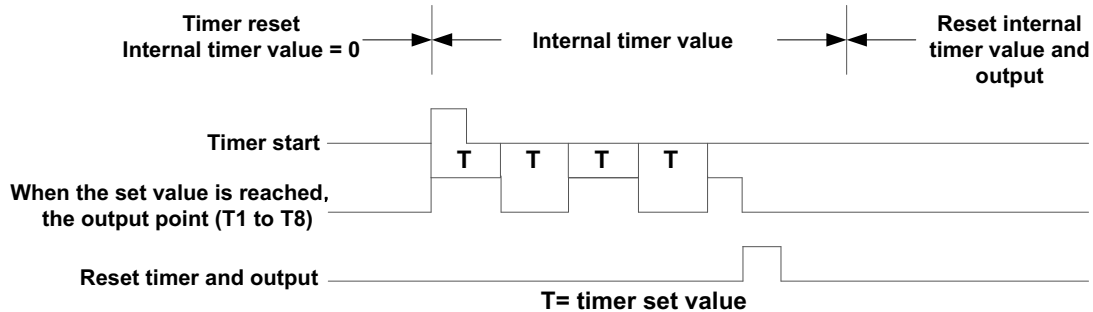 Timer reset
Internal timer value = 0
Internal timer value
Reset internal
timer value and
output
Timer start
T T T T
When the set value is reached,
the output point (T1 to T8)
Reset timer and output
T= timer set value